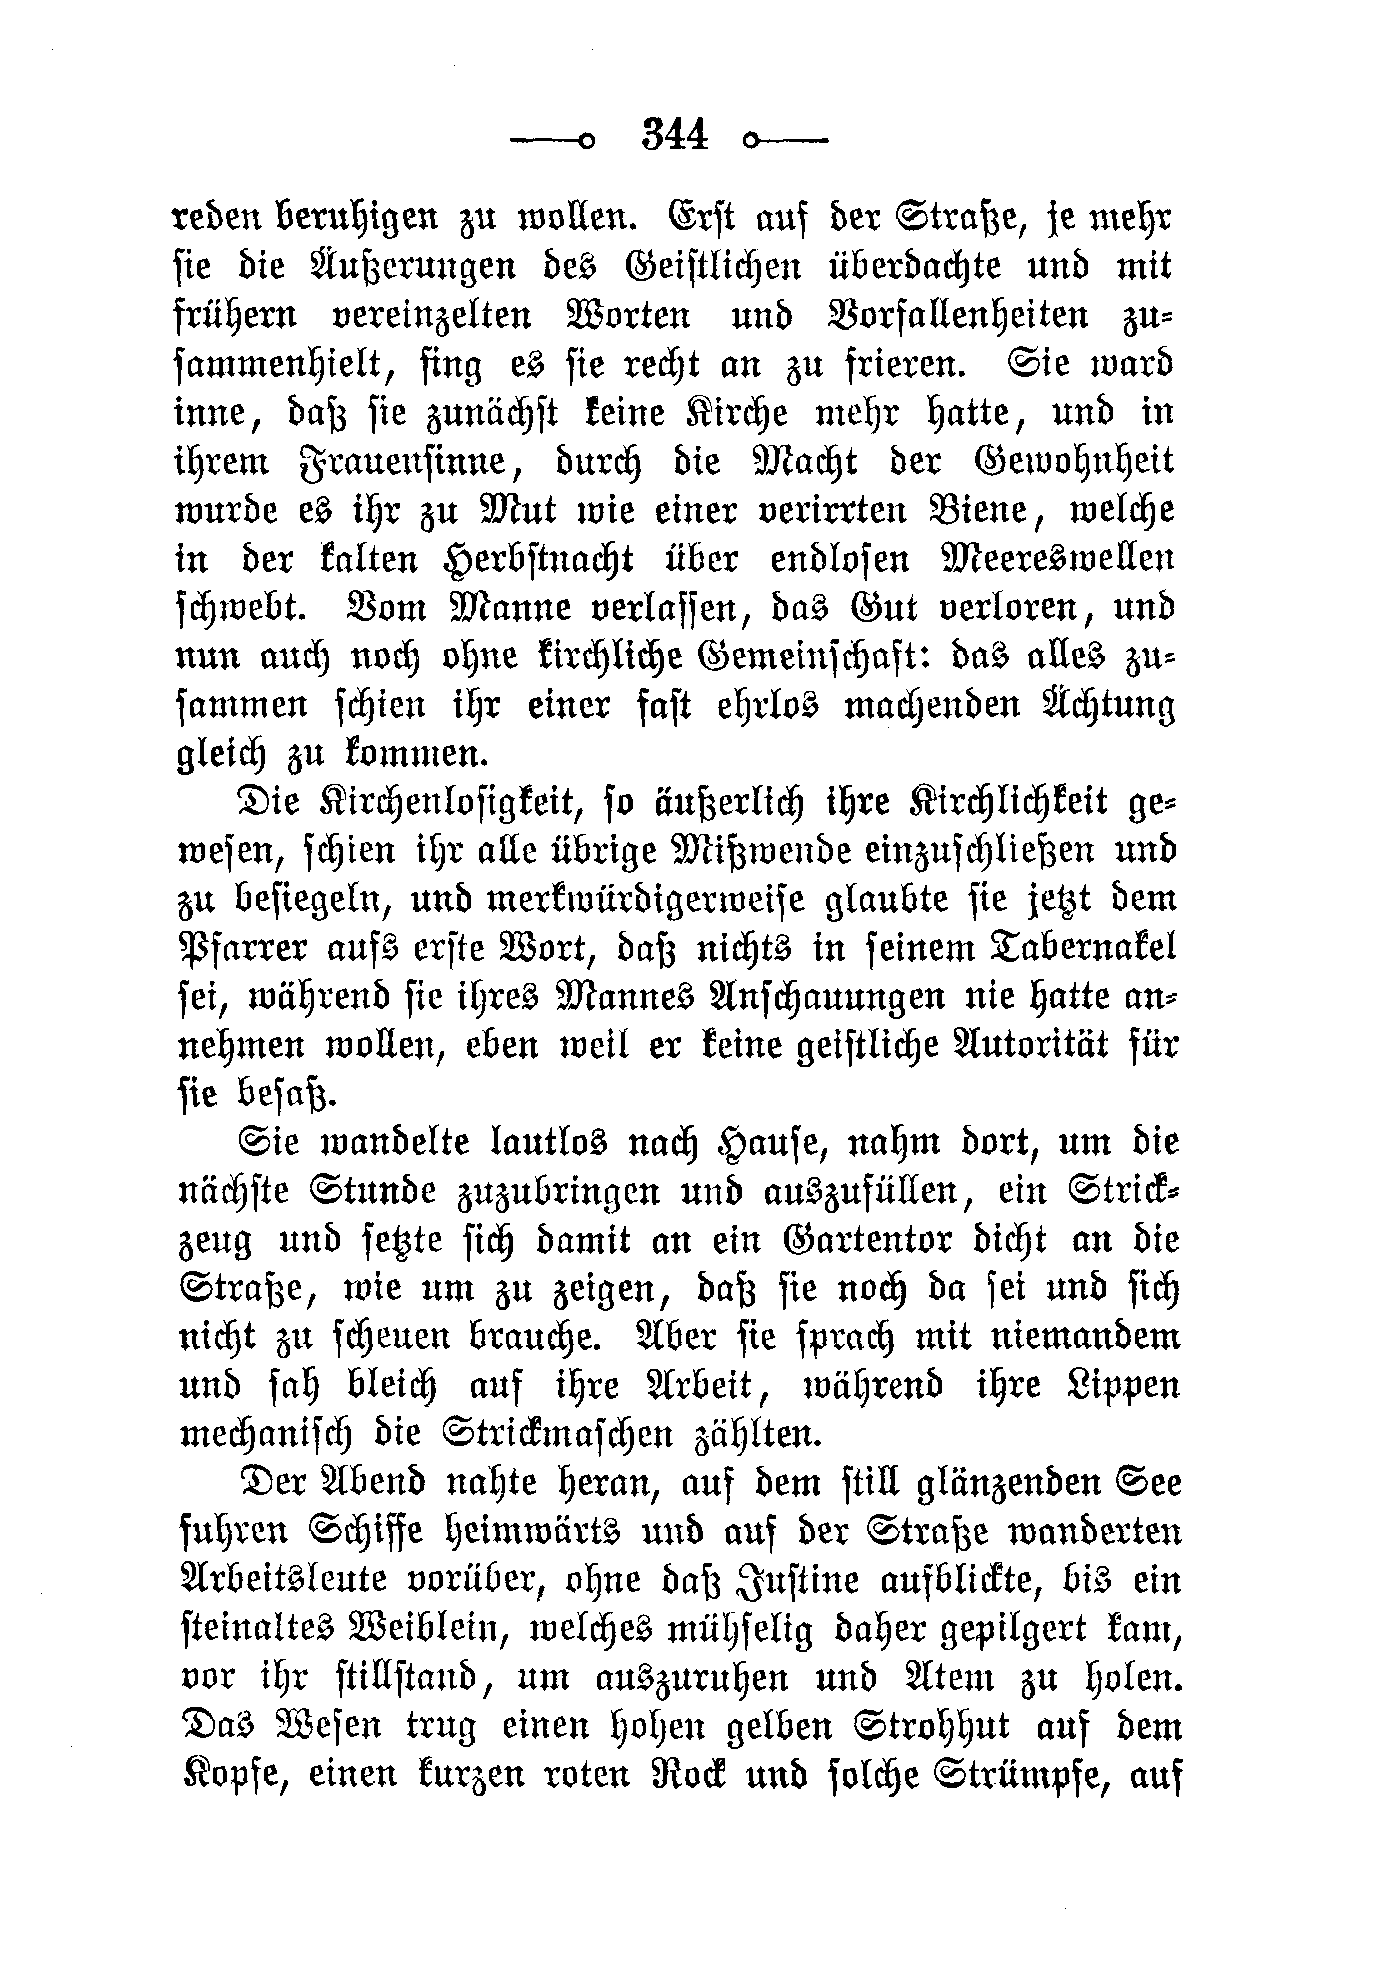 344
reden beruhigen zu wollen. Erst auf der Straße, je mehr
sie die Äußerungen des Geistlichen überdachte und mit
frühern vereinzelten Worten und Vorfallenheiten zu-
sammenhielt, fing es sie recht an zu frieren. Sie ward
inne, daß sie zunächst keine Kirche mehr hatte, und in
ihrem Frauensinne, durch die Macht der Gewohnheit
wurde es ihr zu Mut wie einer verirrten Biene, welche
in der kalten Herbstnacht über endlosen Meereswellen
schwebt. Vom Manne verlassen, das Gut verloren, und
nun auch noch ohne kirchliche Gemeinschaft: das alles zu-
sammen schien ihr einer fast ehrlos machenden Ächtung
gleich zu kommen.
Die Kirchenlosigkeit, so äußerlich ihre Kirchlichkeit ge-
wesen, schien ihr alle übrige Mißwende einzuschließen und
zu besiegeln, und merkwürdigerweise glaubte sie jetzt dem
Pfarrer aufs erste Wort, daß nichts in seinem Tabernakel
sei, während sie ihres Mannes Anschauungen nie hatte an-
nehmen wollen, eben weil er keine geistliche Autorität für
sie besaß.
Sie wandelte lautlos nach Hause, nahm dort, um die
nächste Stunde zuzubringen und auszufüllen, ein Strick-
zeug und setzte sich damit an ein Gartentor dicht an die
Straße, wie um zu zeigen, daß sie noch da sei und sich
nicht zu scheuen brauche. Aber sie sprach mit niemandem
und sah bleich auf ihre Arbeit, während ihre Lippen
mechanisch die Strickmaschen zählten.
Der Abend nahte heran, auf dem still glänzenden See
fuhren Schiffe heimwärts und auf der Straße wanderten
Arbeitsleute vorüber, ohne daß Justine aufblickte, bis ein
steinaltes Weiblein, welches mühselig daher gepilgert kam,
vor ihr stillstand, um auszuruhen und Atem zu holen.
Das Wesen trug einen hohen gelben Strohhut auf dem
Kopfe, einen kurzen roten Rock und solche Strümpfe, auf